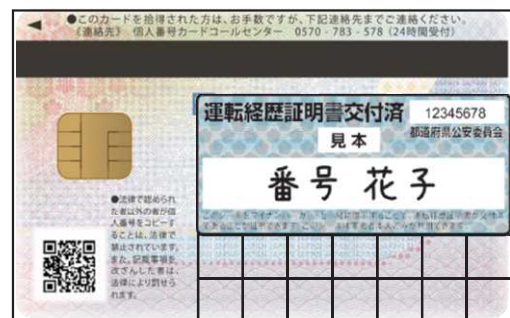 ●このカードを拾得された方は、お手数ですが、下記連絡先までご連絡ください。
《連絡先》 個人番号カードコールセンター 0570-783-578(24時間受付)
運転経歴証明書交付済
12345678
見本
都道府県公安委員会
番号 花子
●法律で認められ
た者以外の者が個
人番号をコピーす
ることは、法律で
禁止されています。
また、記載事項を
改ざんした者は、
法律により罰せら
れます。